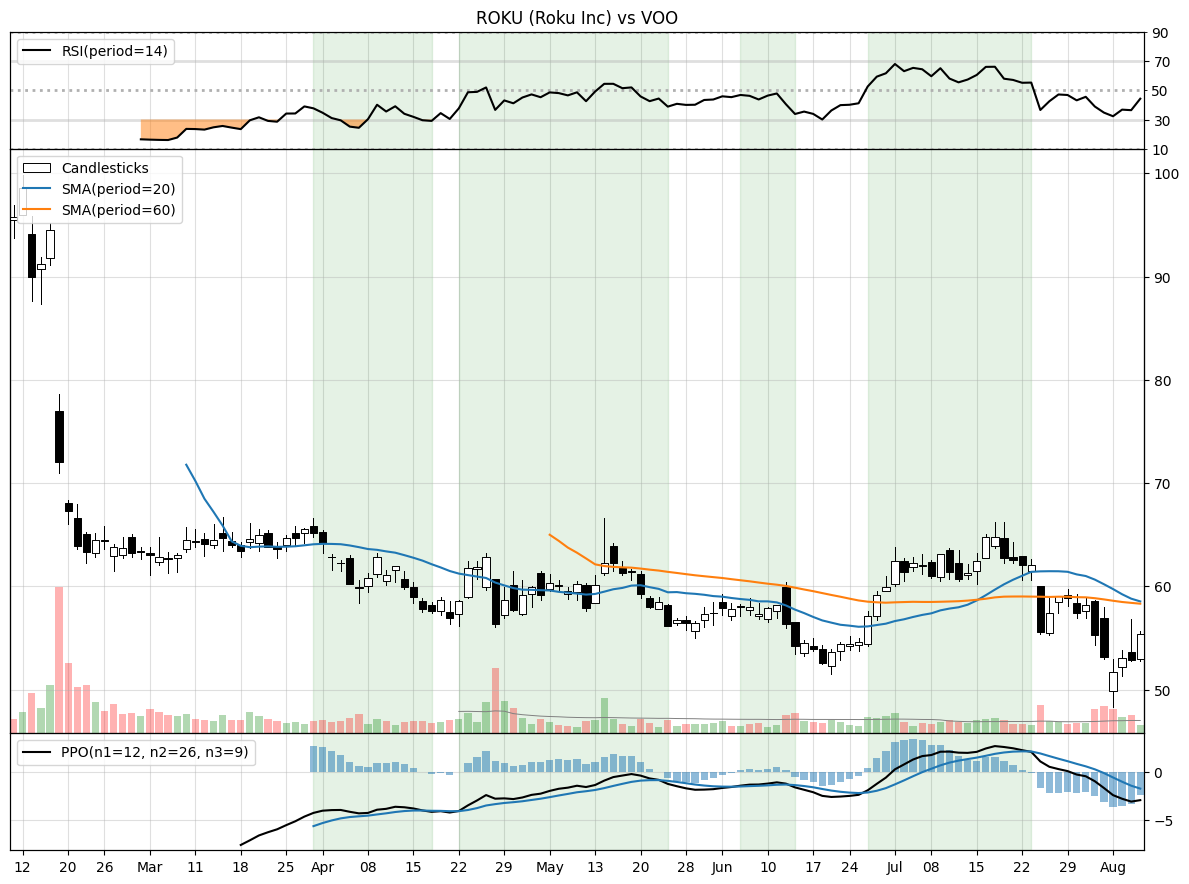 ROKU (Roku Inc) vs VOO
RSI(period=14)
90
70
50
30
10
Candlesticks
SMA(period=20)
SMA(period=60)
100
90
80
70
60
50
PPO(n1=12, n2=26, n3=9)
0
−5
12 20 26 Mar 11 18 25 Apr 08 15 22 29 May 13 20 28 Jun 10 17 24 Jul 08 15 22 29 Aug